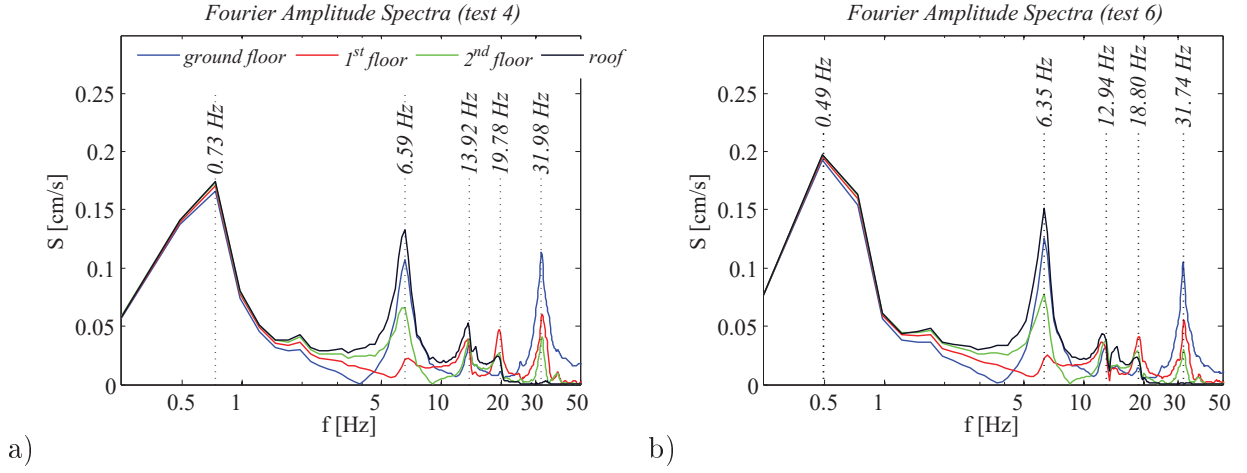 Fourier Amplitude Spectra (test 4)
ground floor 1st floor 2nd floor roof
0.25
0.2
0.15
0.1
0.05
0
S [cm/s]
0.73 Hz
6.59 Hz
13.92 Hz
19.78 Hz
31.98 Hz
0.5 1 5 10 20 30 50
f [Hz]
a)
Fourier Amplitude Spectra (test 6)
0.25
0.2
0.15
0.1
0.05
0
S [cm/s]
0.49 Hz
6.35 Hz
12.94 Hz
18.80 Hz
31.74 Hz
0.5 1 5 10 20 30 50
f [Hz]
b)